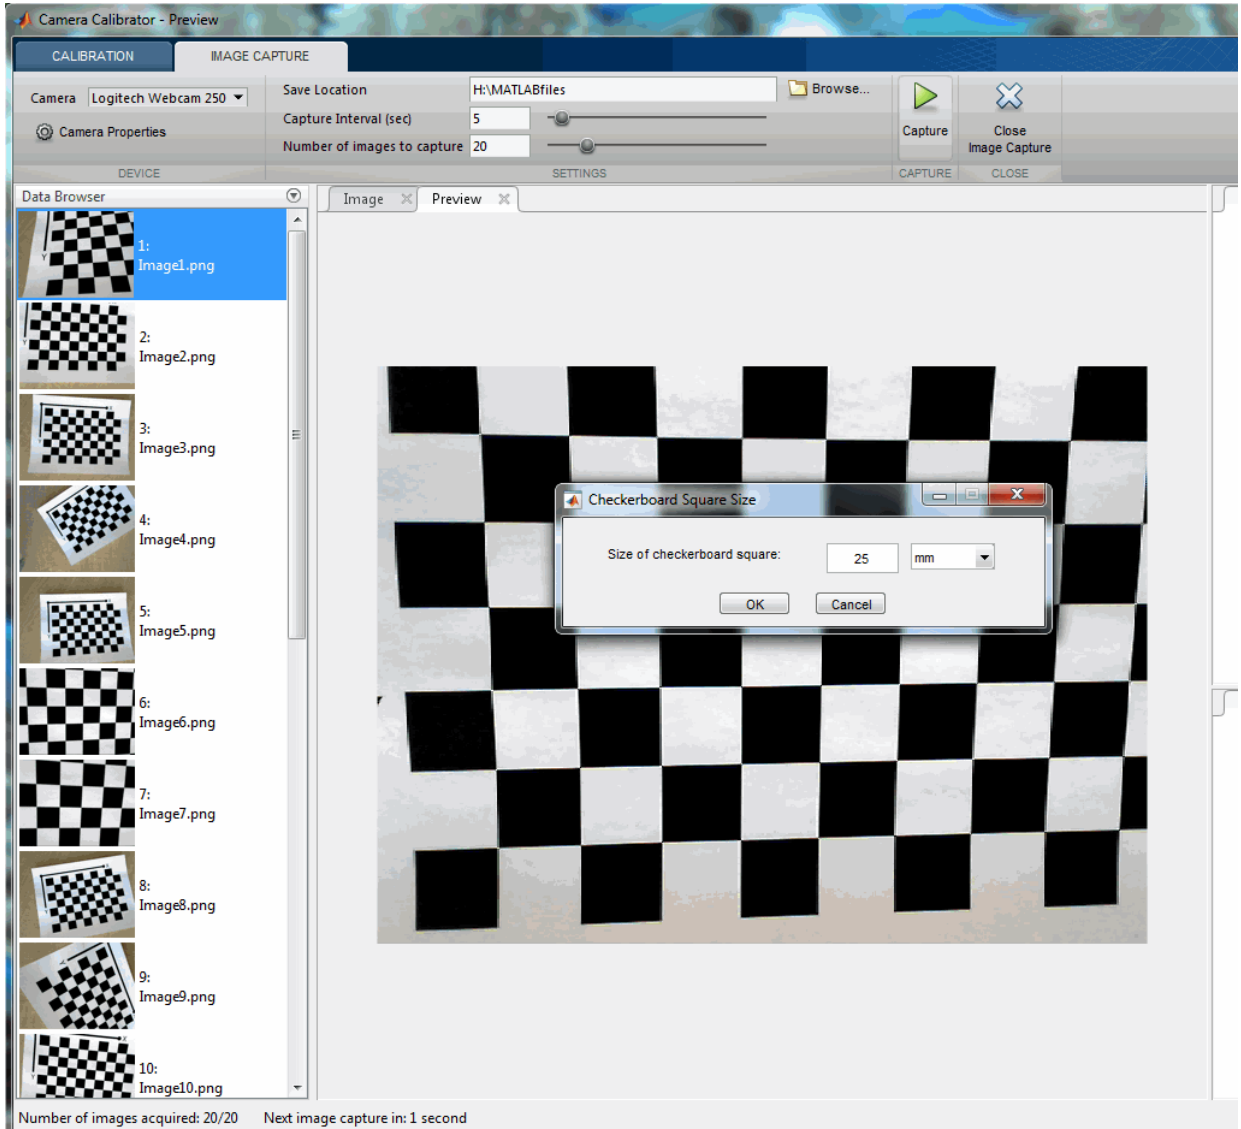 Camera Calibrator - Preview
CALIBRATION IMAGE CAPTURE
Camera Logitech Webcam 250
Camera Properties
DEVICE
Save Location H:\MATLABfiles Browse...
Capture Interval (sec) 5
Number of images to capture 20
SETTINGS
Capture
CAPTURE
Close
Image Capture
CLOSE
Data Browser
Image Preview
1:
Image1.png
2:
Image2.png
3:
Image3.png
4:
Image4.png
5:
Image5.png
6:
Image6.png
7:
Image7.png
8:
Image8.png
9:
Image9.png
10:
Image10.png
Checkerboard Square Size
Size of checkerboard square: 25 mm
OK Cancel
Number of images acquired: 20/20 Next image capture in: 1 second